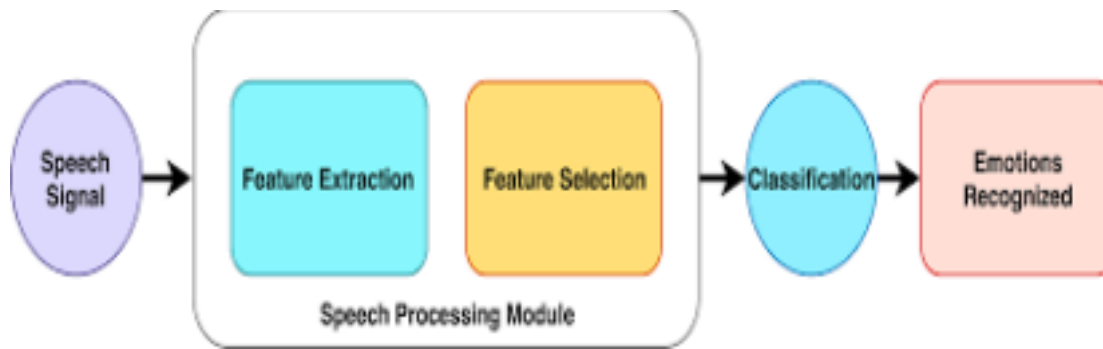 Speech
Signal
Feature Extraction
Feature Selection
Speech Processing Module
Classification
Emotions
Recognized